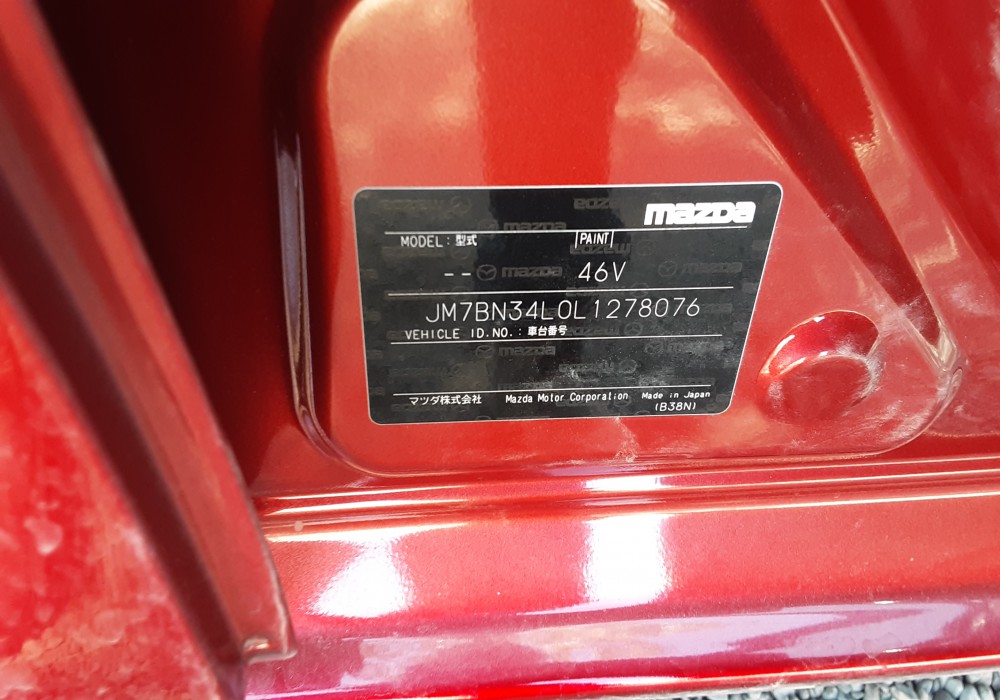 mazda
MODEL : 型式 PAINT
-- 46V
JM7BN34L0L1278076
VEHICLE ID.NO. : 車台番号
マツダ株式会社 Mazda Motor Corporation Made in Japan
(B38N)